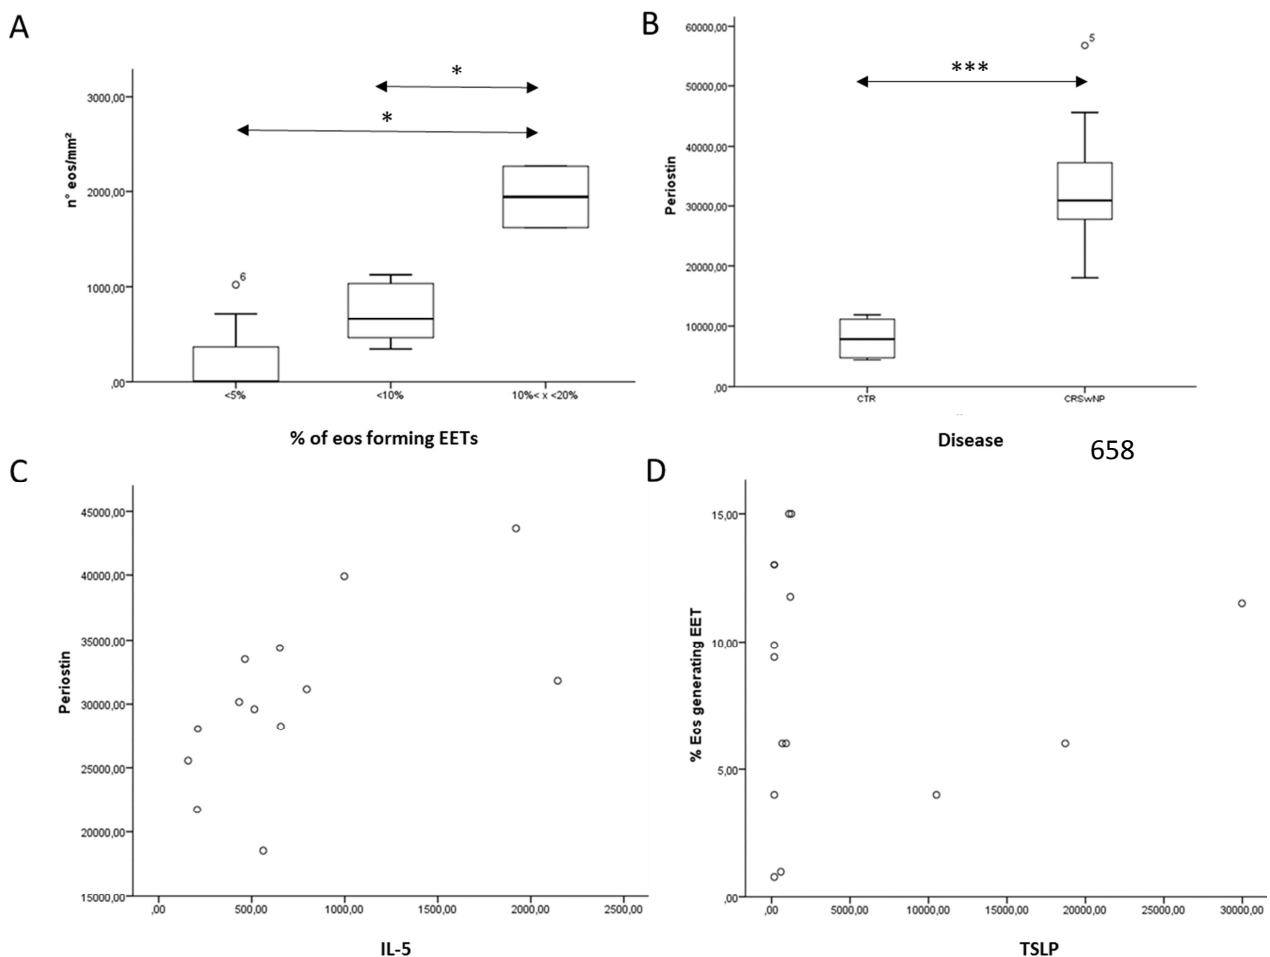 A
n° eos/mm²
3000,00
2000,00
1000,00
,00
*
*
6
<5%
<10%
10%< x <20%
% of eos forming EETs
B
Periostin
60000,00
50000,00
40000,00
30000,00
20000,00
10000,00
,00
***
5
CTR
CRSwNP
Disease
658
C
Periostin
45000,00
40000,00
35000,00
30000,00
25000,00
20000,00
15000,00
,00
500,00
1000,00
1500,00
2000,00
2500,00
IL-5
D
% Eos generating EET
15,00
10,00
5,00
,00
,00
5000,00
10000,00
15000,00
20000,00
25000,00
30000,00
TSLP